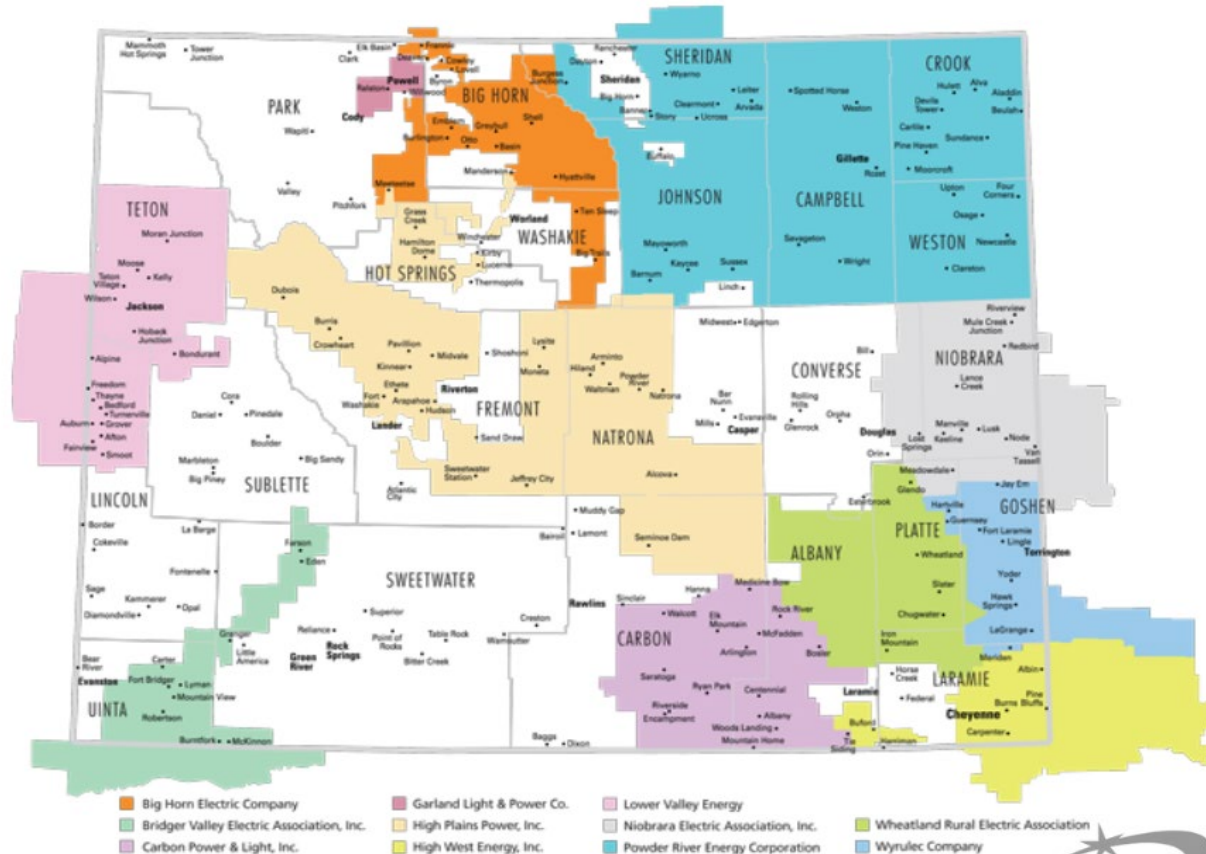 Mammoth
Hot Springs
Tower
Junction
Clark
Elk Basin
Frannie
Deaver
Cowley
Lovell
Byron
Powell
Ralston
Willwood
Cody
PARK
Wapiti
Valley
Pitchfork
Meeteetse
BIG HORN
Burgess
Junction
Emblem
Greybull
Shell
Burlington
Otto
Basin
Manderson
Hyattville
Ranchester
Dayton
SHERIDAN
Wyarno
Sheridan
Big Horn
Banner
Story
Clearmont
Ucross
Leiter
Arvada
Buffalo
JOHNSON
Mayoworth
Kaycee
Barnum
Sussex
Linch
Spotted Horse
Weston
Gillette
Rozet
CAMPBELL
Savageton
Wright
CROOK
Hulett
Alva
Aladdin
Devils
Tower
Beulah
Carlile
Sundance
Pine Haven
Moorcroft
Upton
Four
Corners
Osage
WESTON
Newcastle
Clareton
TETON
Moran Junction
Moose
Kelly
Teton
Village
Wilson
Jackson
Hoback
Junction
Bondurant
Grass
Creek
Hamilton
Dome
HOT SPRINGS
Winchester
Kirby
Lucerne
Thermopolis
Worland
WASHAKIE
Ten Sleep
Big Trails
Dubois
Burris
Crowheart
Pavillion
Midvale
Kinnear
Ethete
Fort
Washakie
Arapahoe
Hudson
Riverton
Lander
FREMONT
Shoshoni
Lysite
Moneta
Sand Draw
Sweetwater
Station
Jeffrey City
Atlantic
City
Arminto
Hiland
Waltman
Powder
River
Natrona
NATRONA
Alcova
Midwest
Edgerton
Bar
Nunn
Mills
Evansville
Casper
CONVERSE
Bill
Rolling
Hills
Glenrock
Orpha
Douglas
Orin
Esterbrook
NIOBRARA
Riverview
Mule Creek
Junction
Redbird
Lance
Creek
Lost
Springs
Manville
Keeline
Lusk
Node
Van
Tassell
Alpine
Freedom
Thayne
Bedford
Turnerville
Auburn
Grover
Afton
Fairview
Smoot
LINCOLN
Border
Cokeville
La Barge
Fontenelle
Sage
Kemmerer
Diamondville
Opal
Cora
Daniel
Pinedale
Boulder
Marbleton
Big Piney
Big Sandy
SUBLETTE
Farson
Eden
SWEETWATER
Superior
Reliance
Rock
Springs
Point of
Rocks
Table Rock
Bitter Creek
Green
River
Granger
Little
America
Creston
Wamsutter
Bairoil
Lamont
Muddy Gap
Seminoe Dam
Rawlins
Sinclair
Bear
River
Evanston
UINTA
Carter
Fort Bridger
Lyman
Mountain View
Robertson
Burntfork
McKinnon
Baggs
Dixon
CARBON
Hanna
Medicine Bow
Walcott
Elk
Mountain
Rock River
McFadden
Arlington
Bosler
Saratoga
Ryan Park
Centennial
Riverside
Encampment
Albany
Woods Landing
Mountain Home
ALBANY
Laramie
Buford
Tie
Siding
Harriman
PLATTE
Meadowdale
Glendo
Wheatland
Slater
Chugwater
Iron
Mountain
GOSHEN
Jay Em
Hartville
Guernsey
Fort Laramie
Lingle
Torrington
Yoder
Hawk
Springs
LaGrange
Meriden
LARAMIE
Horse
Creek
Federal
Albin
Pine
Bluffs
Burns
Cheyenne
Carpenter
Big Horn Electric Company
Garland Light & Power Co.
Lower Valley Energy
Bridger Valley Electric Association, Inc.
High Plains Power, Inc.
Niobrara Electric Association, Inc.
Wheatland Rural Electric Association
Carbon Power & Light, Inc.
High West Energy, Inc.
Powder River Energy Corporation
Wyrulec Company